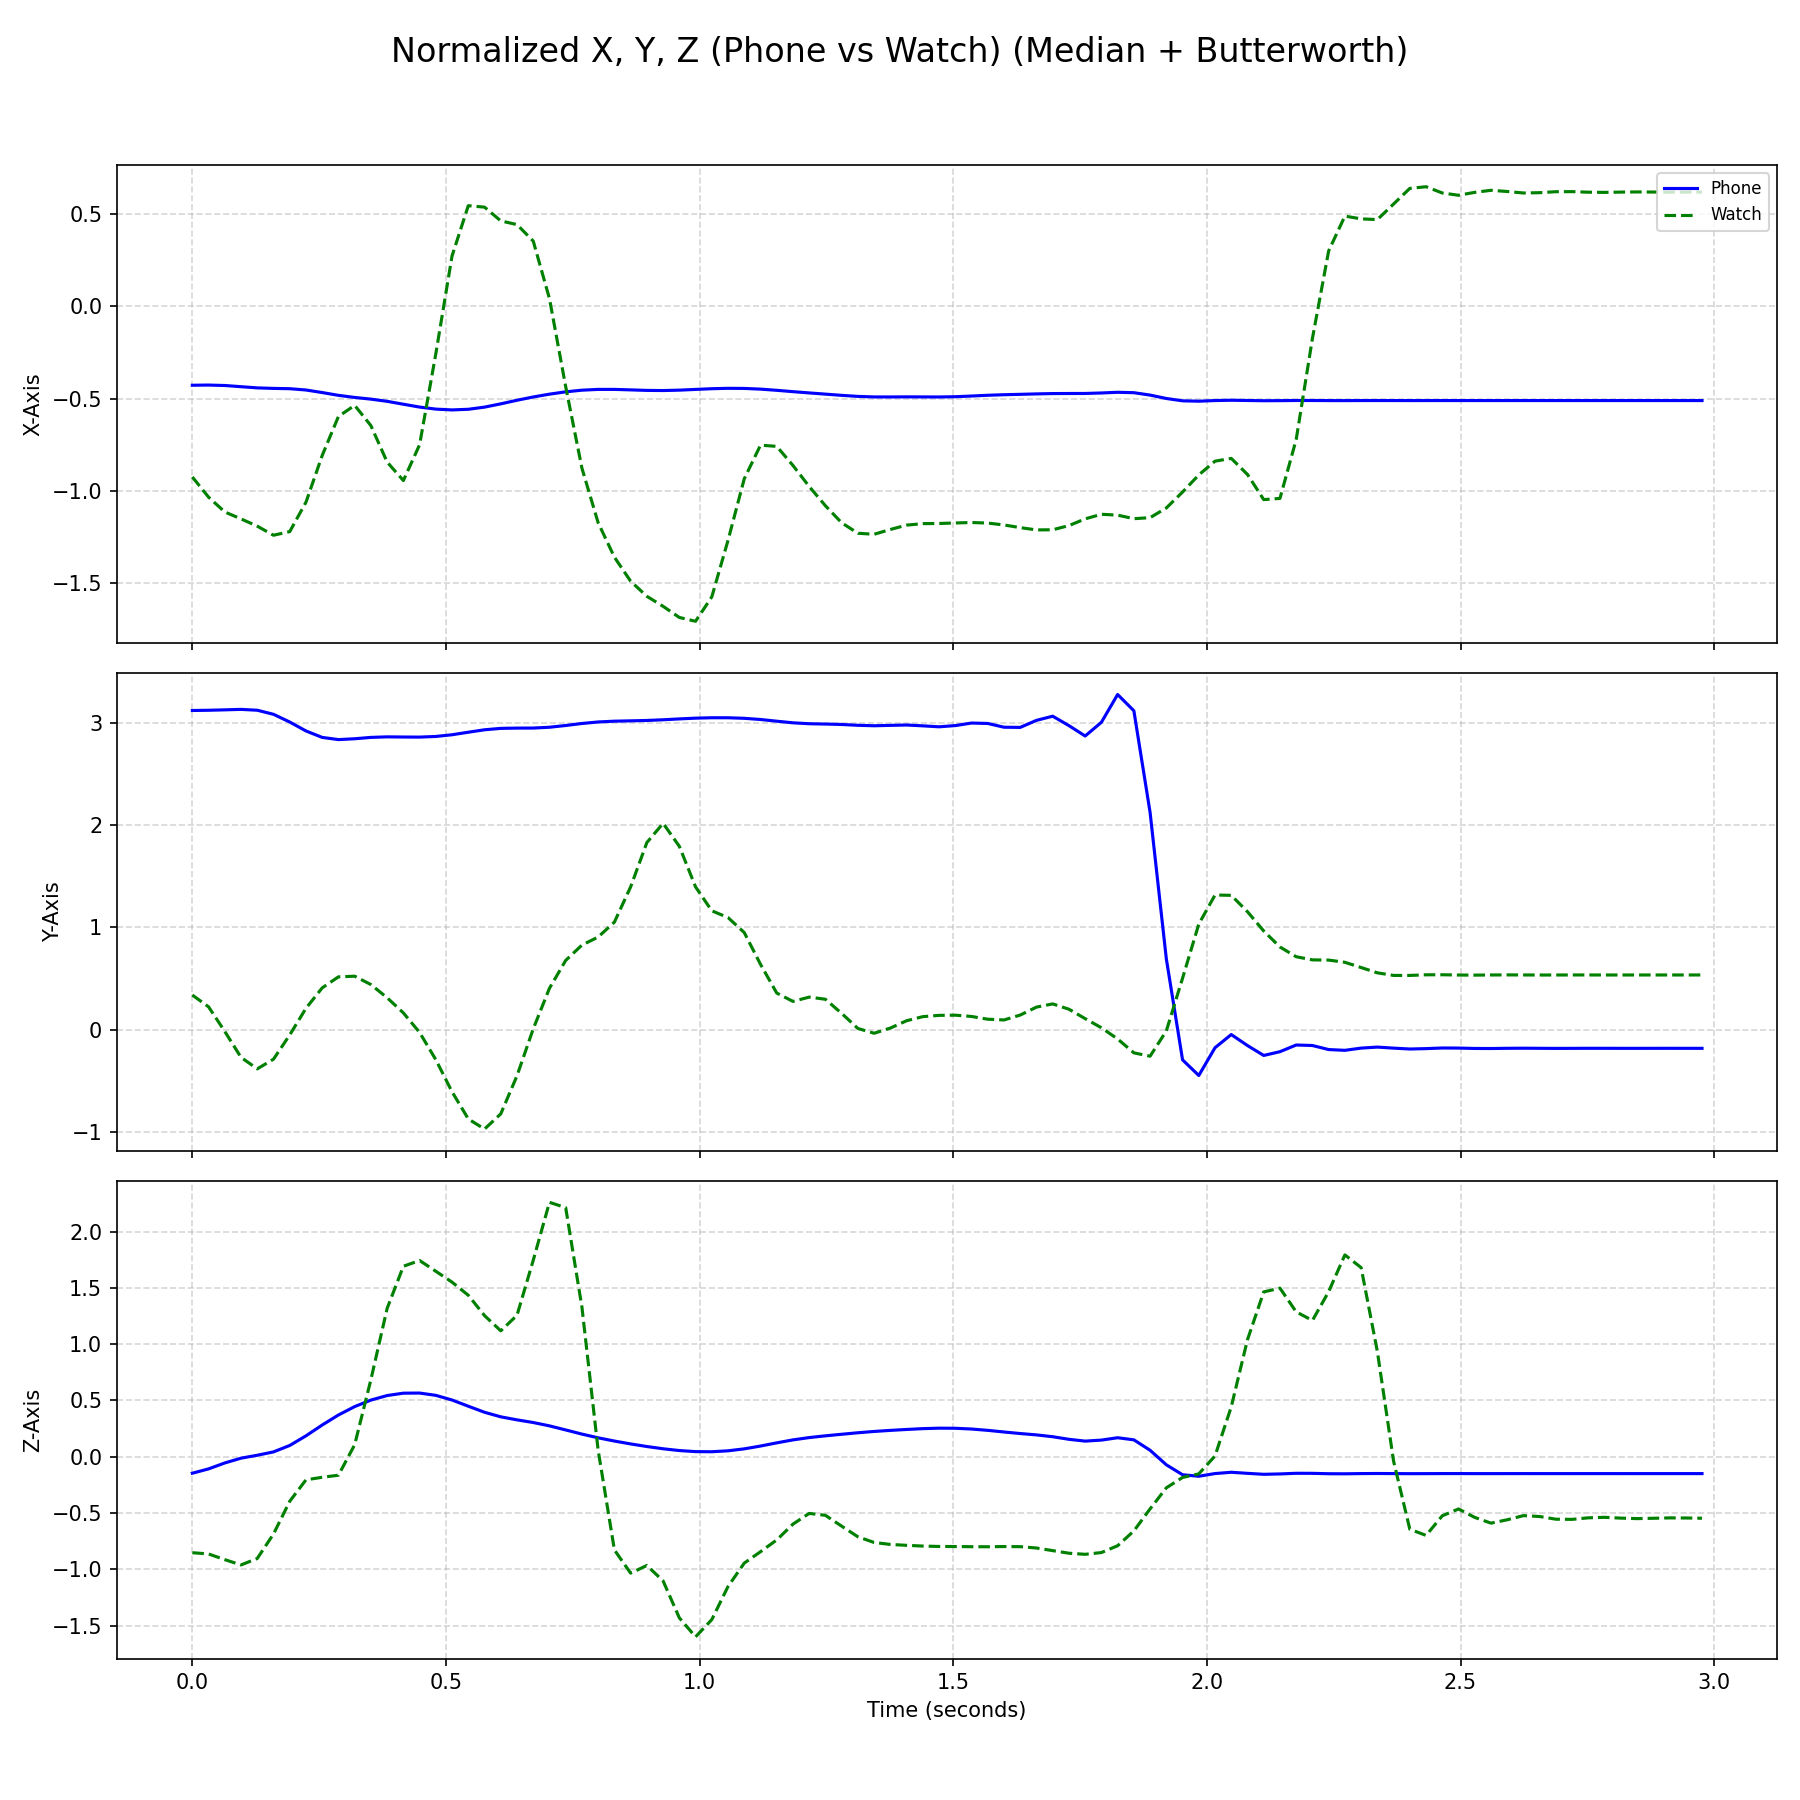 Normalized X, Y, Z (Phone vs Watch) (Median + Butterworth)
Phone
Watch
X-Axis
0.5
0.0
−0.5
−1.0
−1.5
Y-Axis
3
2
1
0
−1
Z-Axis
2.0
1.5
1.0
0.5
0.0
−0.5
−1.0
−1.5
0.0 0.5 1.0 1.5 2.0 2.5 3.0
Time (seconds)